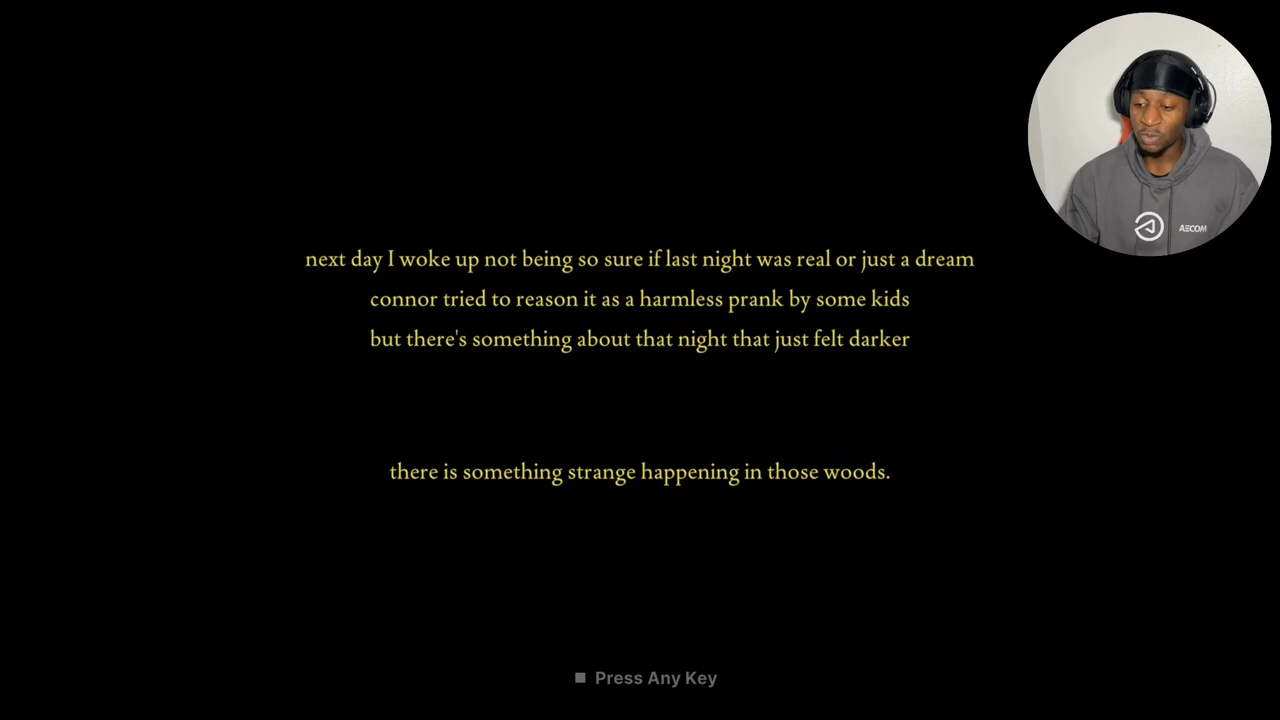 AECOM
next day I woke up not being so sure if last night was real or just a dream
connor tried to reason it as a harmless prank by some kids
but there's something about that night that just felt darker
there is something strange happening in those woods.
Press Any Key